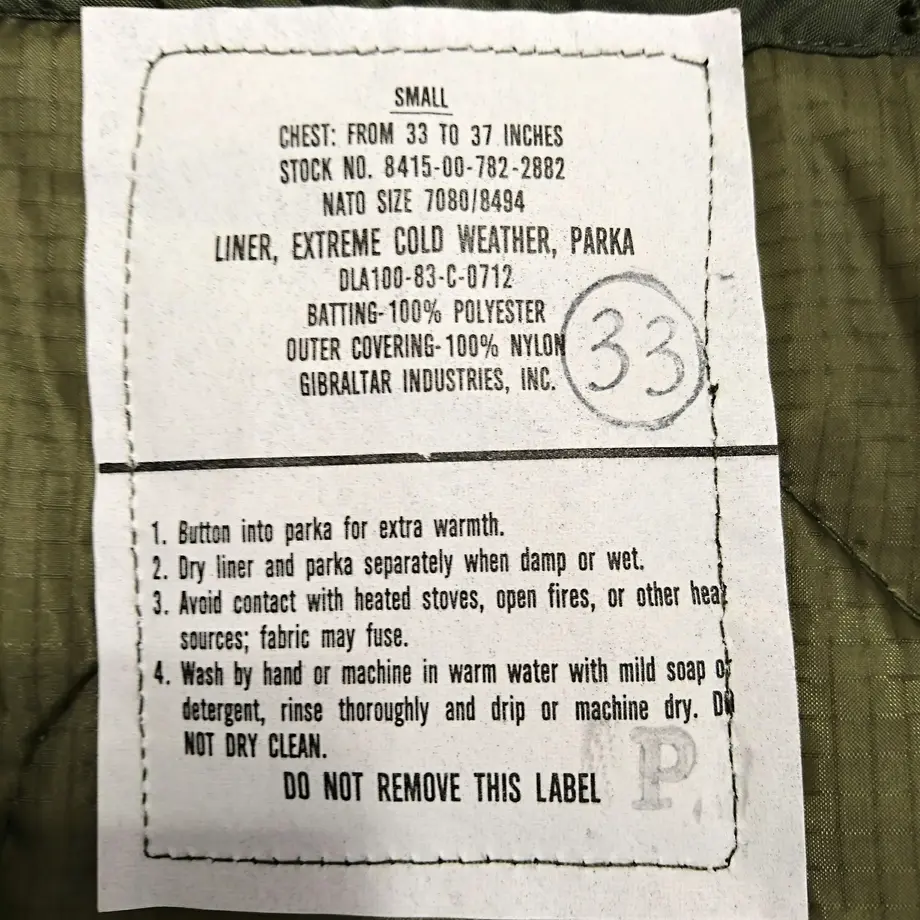 SMALL
CHEST: FROM 33 TO 37 INCHES
STOCK NO. 8415-00-782-2882
NATO SIZE 7080/8494
LINER, EXTREME COLD WEATHER, PARKA
DLA100-83-C-0712
BATTING-100% POLYESTER
OUTER COVERING-100% NYLON
GIBRALTAR INDUSTRIES, INC.
33
1. Button into parka for extra warmth.
2. Dry liner and parka separately when damp or wet.
3. Avoid contact with heated stoves, open fires, or other heat
sources; fabric may fuse.
4. Wash by hand or machine in warm water with mild soap or
detergent, rinse thoroughly and drip or machine dry. DO
NOT DRY CLEAN.
DO NOT REMOVE THIS LABEL
P